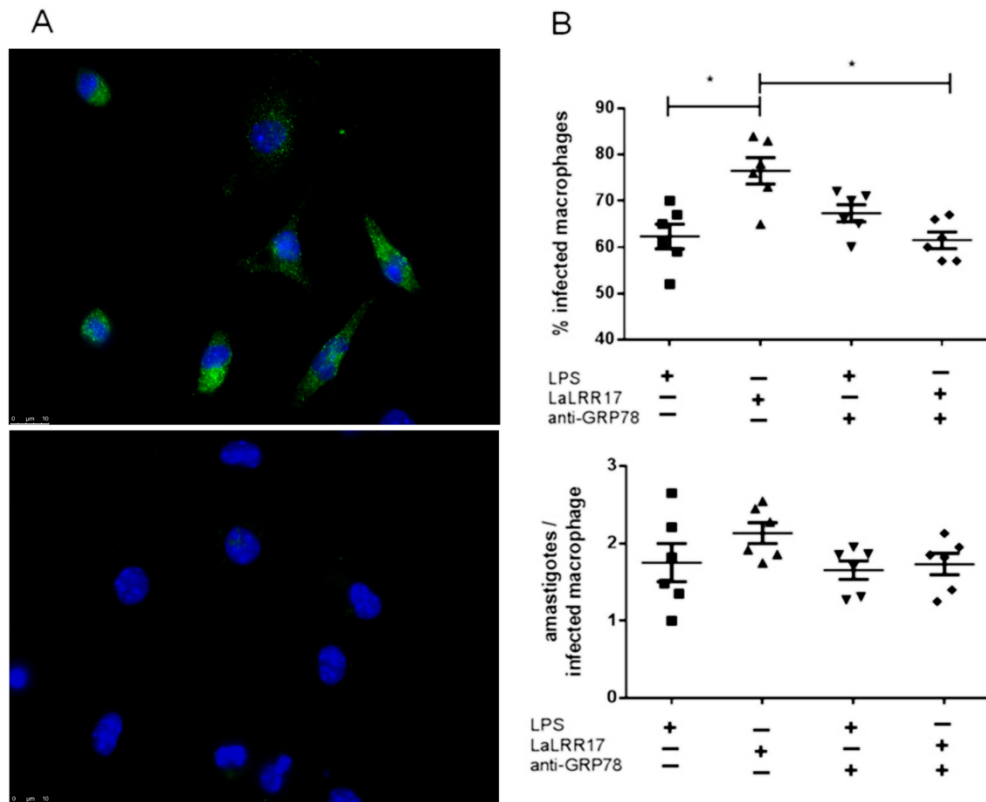 A
B
* *
90
80
70
60
50
40
% infected macrophages
LPS + — + —
LaLRR17 — + — +
anti-GRP78 — — + +
0 µm 10
3
2
1
0
amastigotes /
infected macrophage
LPS + — + —
LaLRR17 — + — +
anti-GRP78 — — + +
0 µm 10